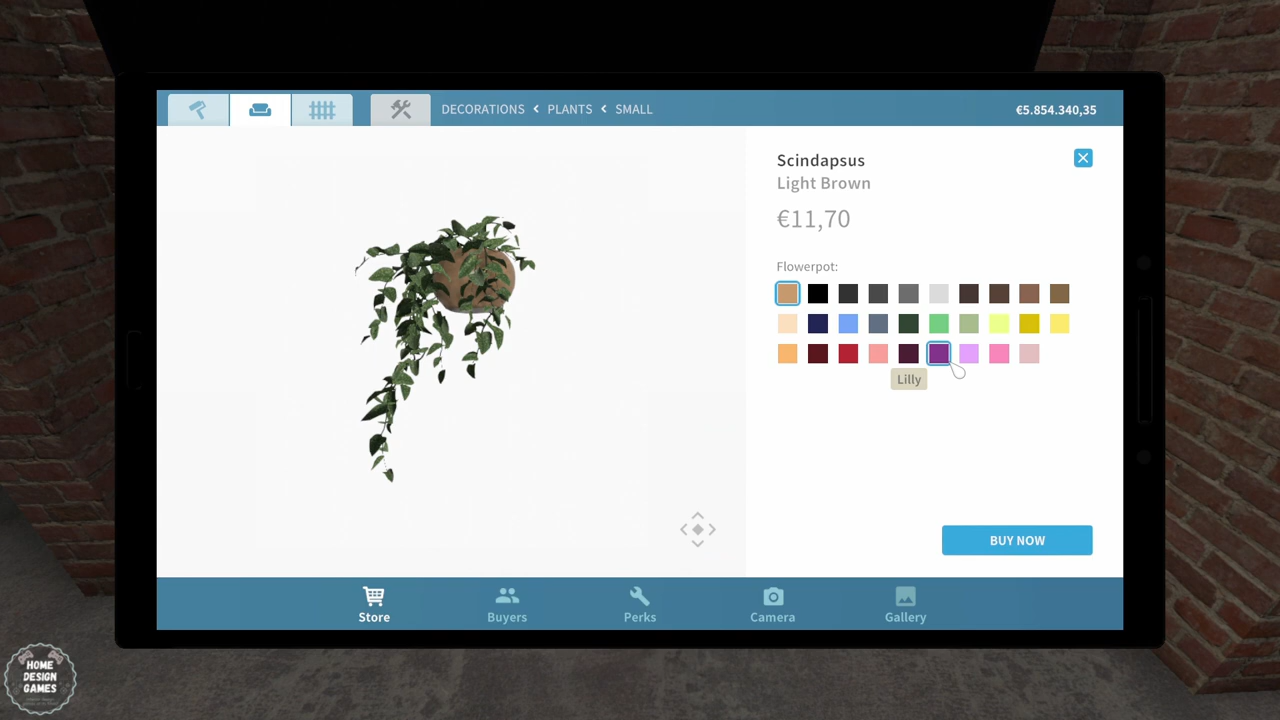 DECORATIONS < PLANTS < SMALL
€5.854.340,35
Scindapsus
Light Brown
€11,70
Flowerpot:
Lilly
BUY NOW
Store
Buyers
Perks
Camera
Gallery
HOME
DESIGN
GAMES